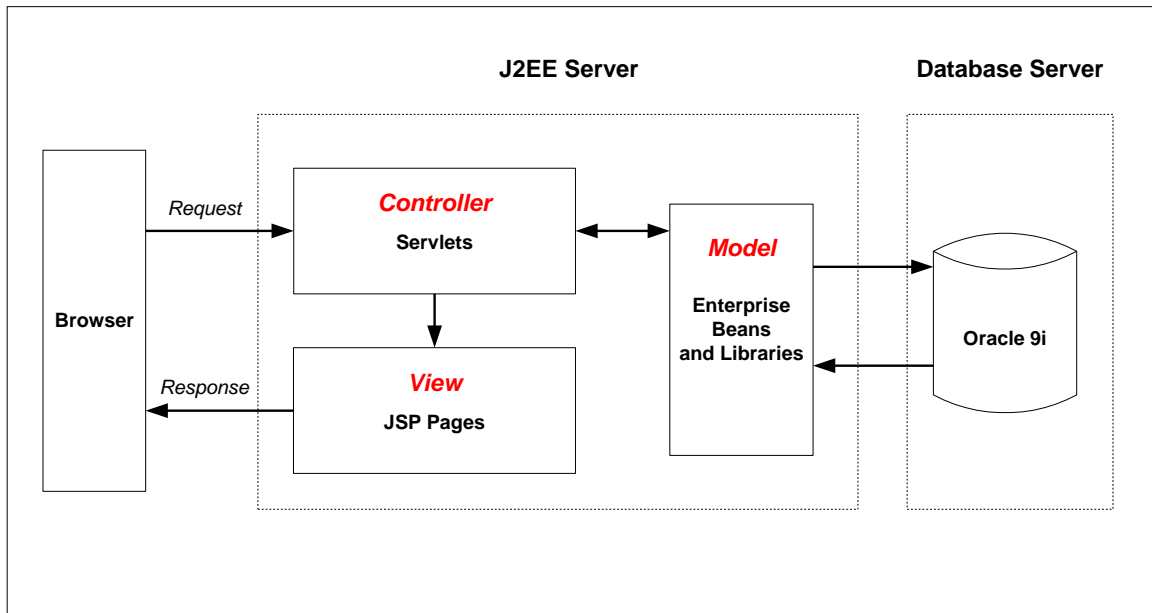 J2EE Server
Database Server
Request
Controller
Servlets
Model
Enterprise
Beans
and Libraries
Browser
Oracle 9i
Response
View
JSP Pages